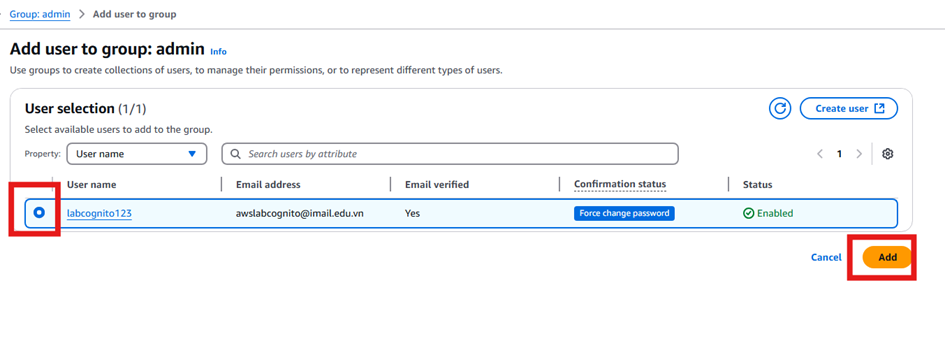 Group: admin > Add user to group
Add user to group: admin Info
Use groups to create collections of users, to manage their permissions, or to represent different types of users.
User selection (1/1)
Create user
Select available users to add to the group.
Property: User name Search users by attribute 1
User name Email address Email verified Confirmation status Status
labcognito123 awslabcognito@imail.edu.vn Yes Force change password Enabled
Cancel Add